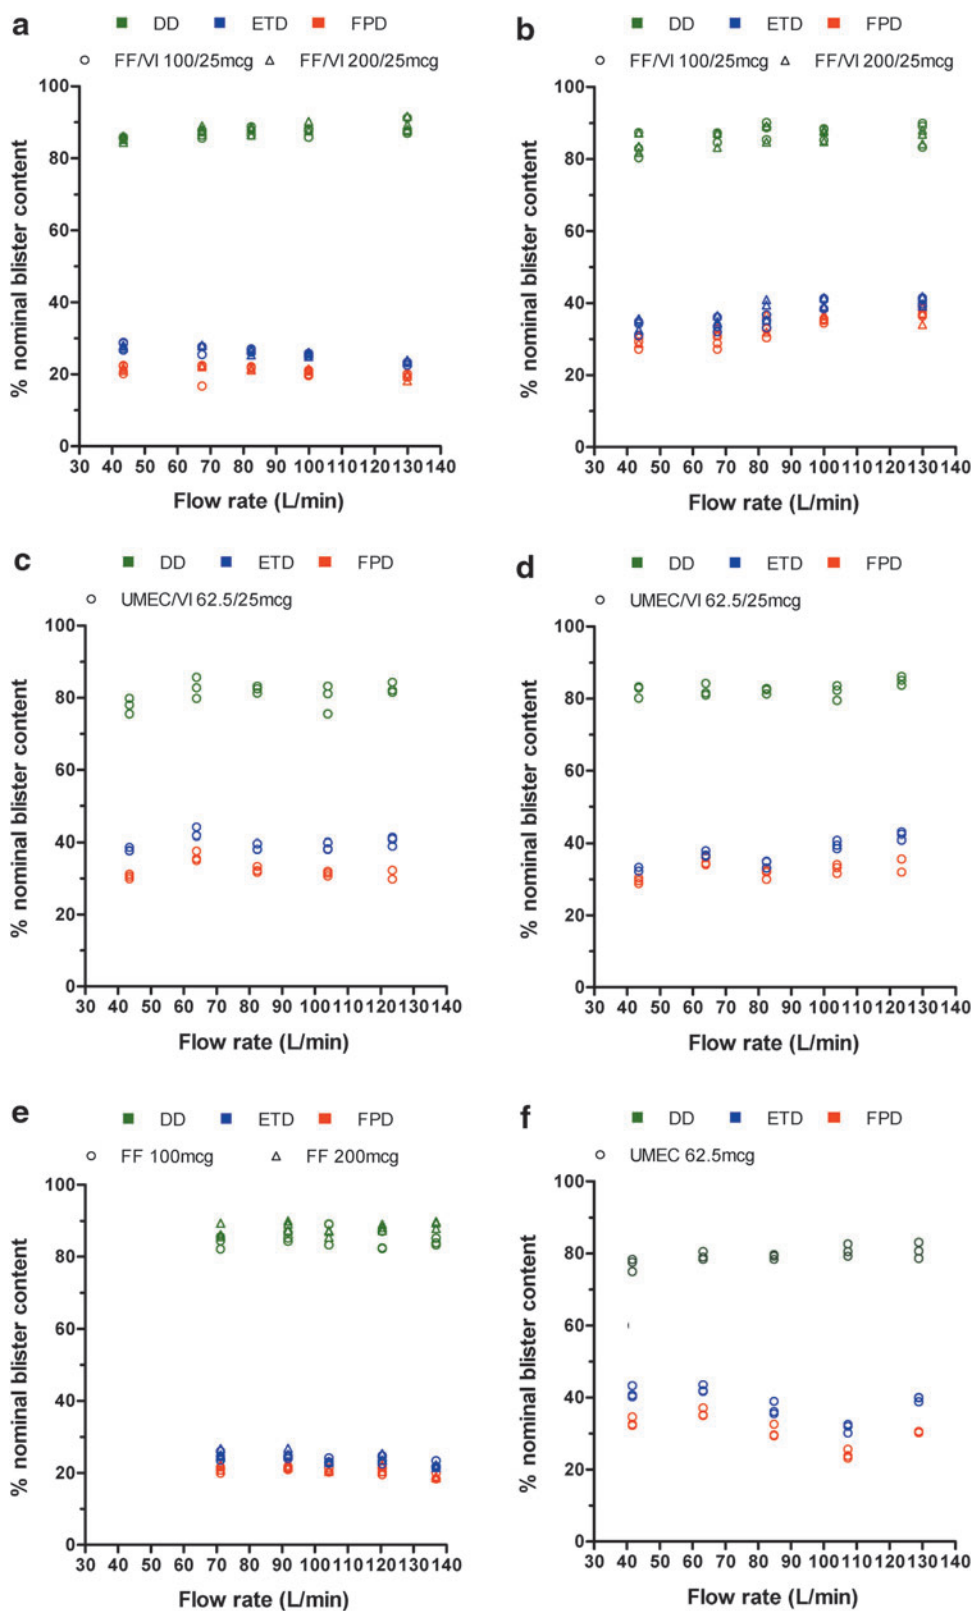 a
DD ETD FPD
FF/VI 100/25mcg FF/VI 200/25mcg
% nominal blister content
100
80
60
40
20
0
30 40 50 60 70 80 90 100 110 120 130 140
Flow rate (L/min)
b
DD ETD FPD
FF/VI 100/25mcg FF/VI 200/25mcg
% nominal blister content
100
80
60
40
20
0
30 40 50 60 70 80 90 100 110 120 130 140
Flow rate (L/min)
c
DD ETD FPD
UMEC/VI 62.5/25mcg
% nominal blister content
100
80
60
40
20
0
30 40 50 60 70 80 90 100 110 120 130 140
Flow rate (L/min)
d
DD ETD FPD
UMEC/VI 62.5/25mcg
% nominal blister content
100
80
60
40
20
0
30 40 50 60 70 80 90 100 110 120 130 140
Flow rate (L/min)
e
DD ETD FPD
FF 100mcg FF 200mcg
% nominal blister content
100
80
60
40
20
0
30 40 50 60 70 80 90 100 110 120 130 140
Flow rate (L/min)
f
DD ETD FPD
UMEC 62.5mcg
% nominal blister content
100
80
60
40
20
0
30 40 50 60 70 80 90 100 110 120 130 140
Flow rate (L/min)